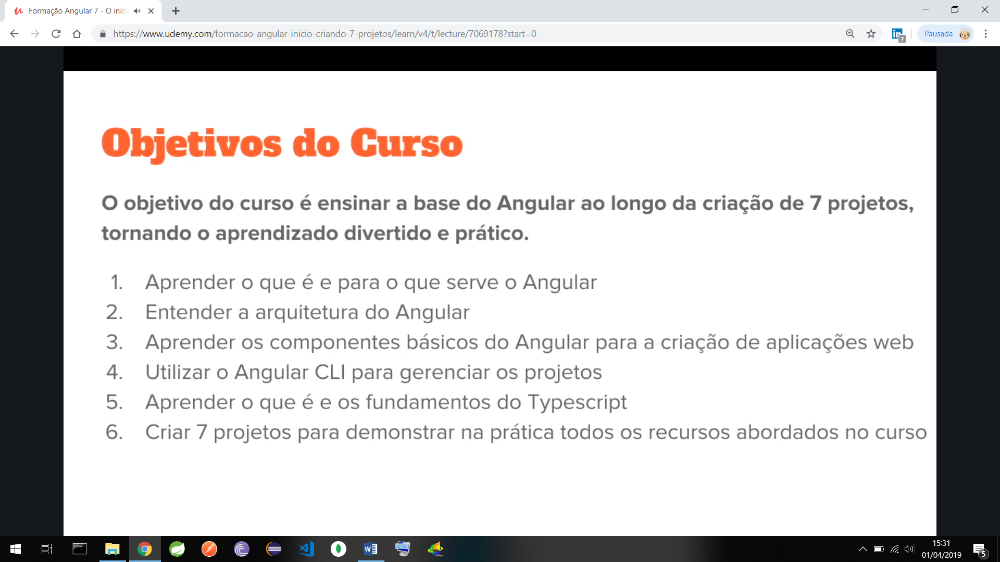 Formação Angular 7 - O iníci
https://www.udemy.com/formacao-angular-inicio-criando-7-projetos/learn/v4/t/lecture/7069178?start=0
Pausada
Objetivos do Curso
O objetivo do curso é ensinar a base do Angular ao longo da criação de 7 projetos,
tornando o aprendizado divertido e prático.
1. Aprender o que é e para o que serve o Angular
2. Entender a arquitetura do Angular
3. Aprender os componentes básicos do Angular para a criação de aplicações web
4. Utilizar o Angular CLI para gerenciar os projetos
5. Aprender o que é e os fundamentos do Typescript
6. Criar 7 projetos para demonstrar na prática todos os recursos abordados no curso
15:31
01/04/2019
5